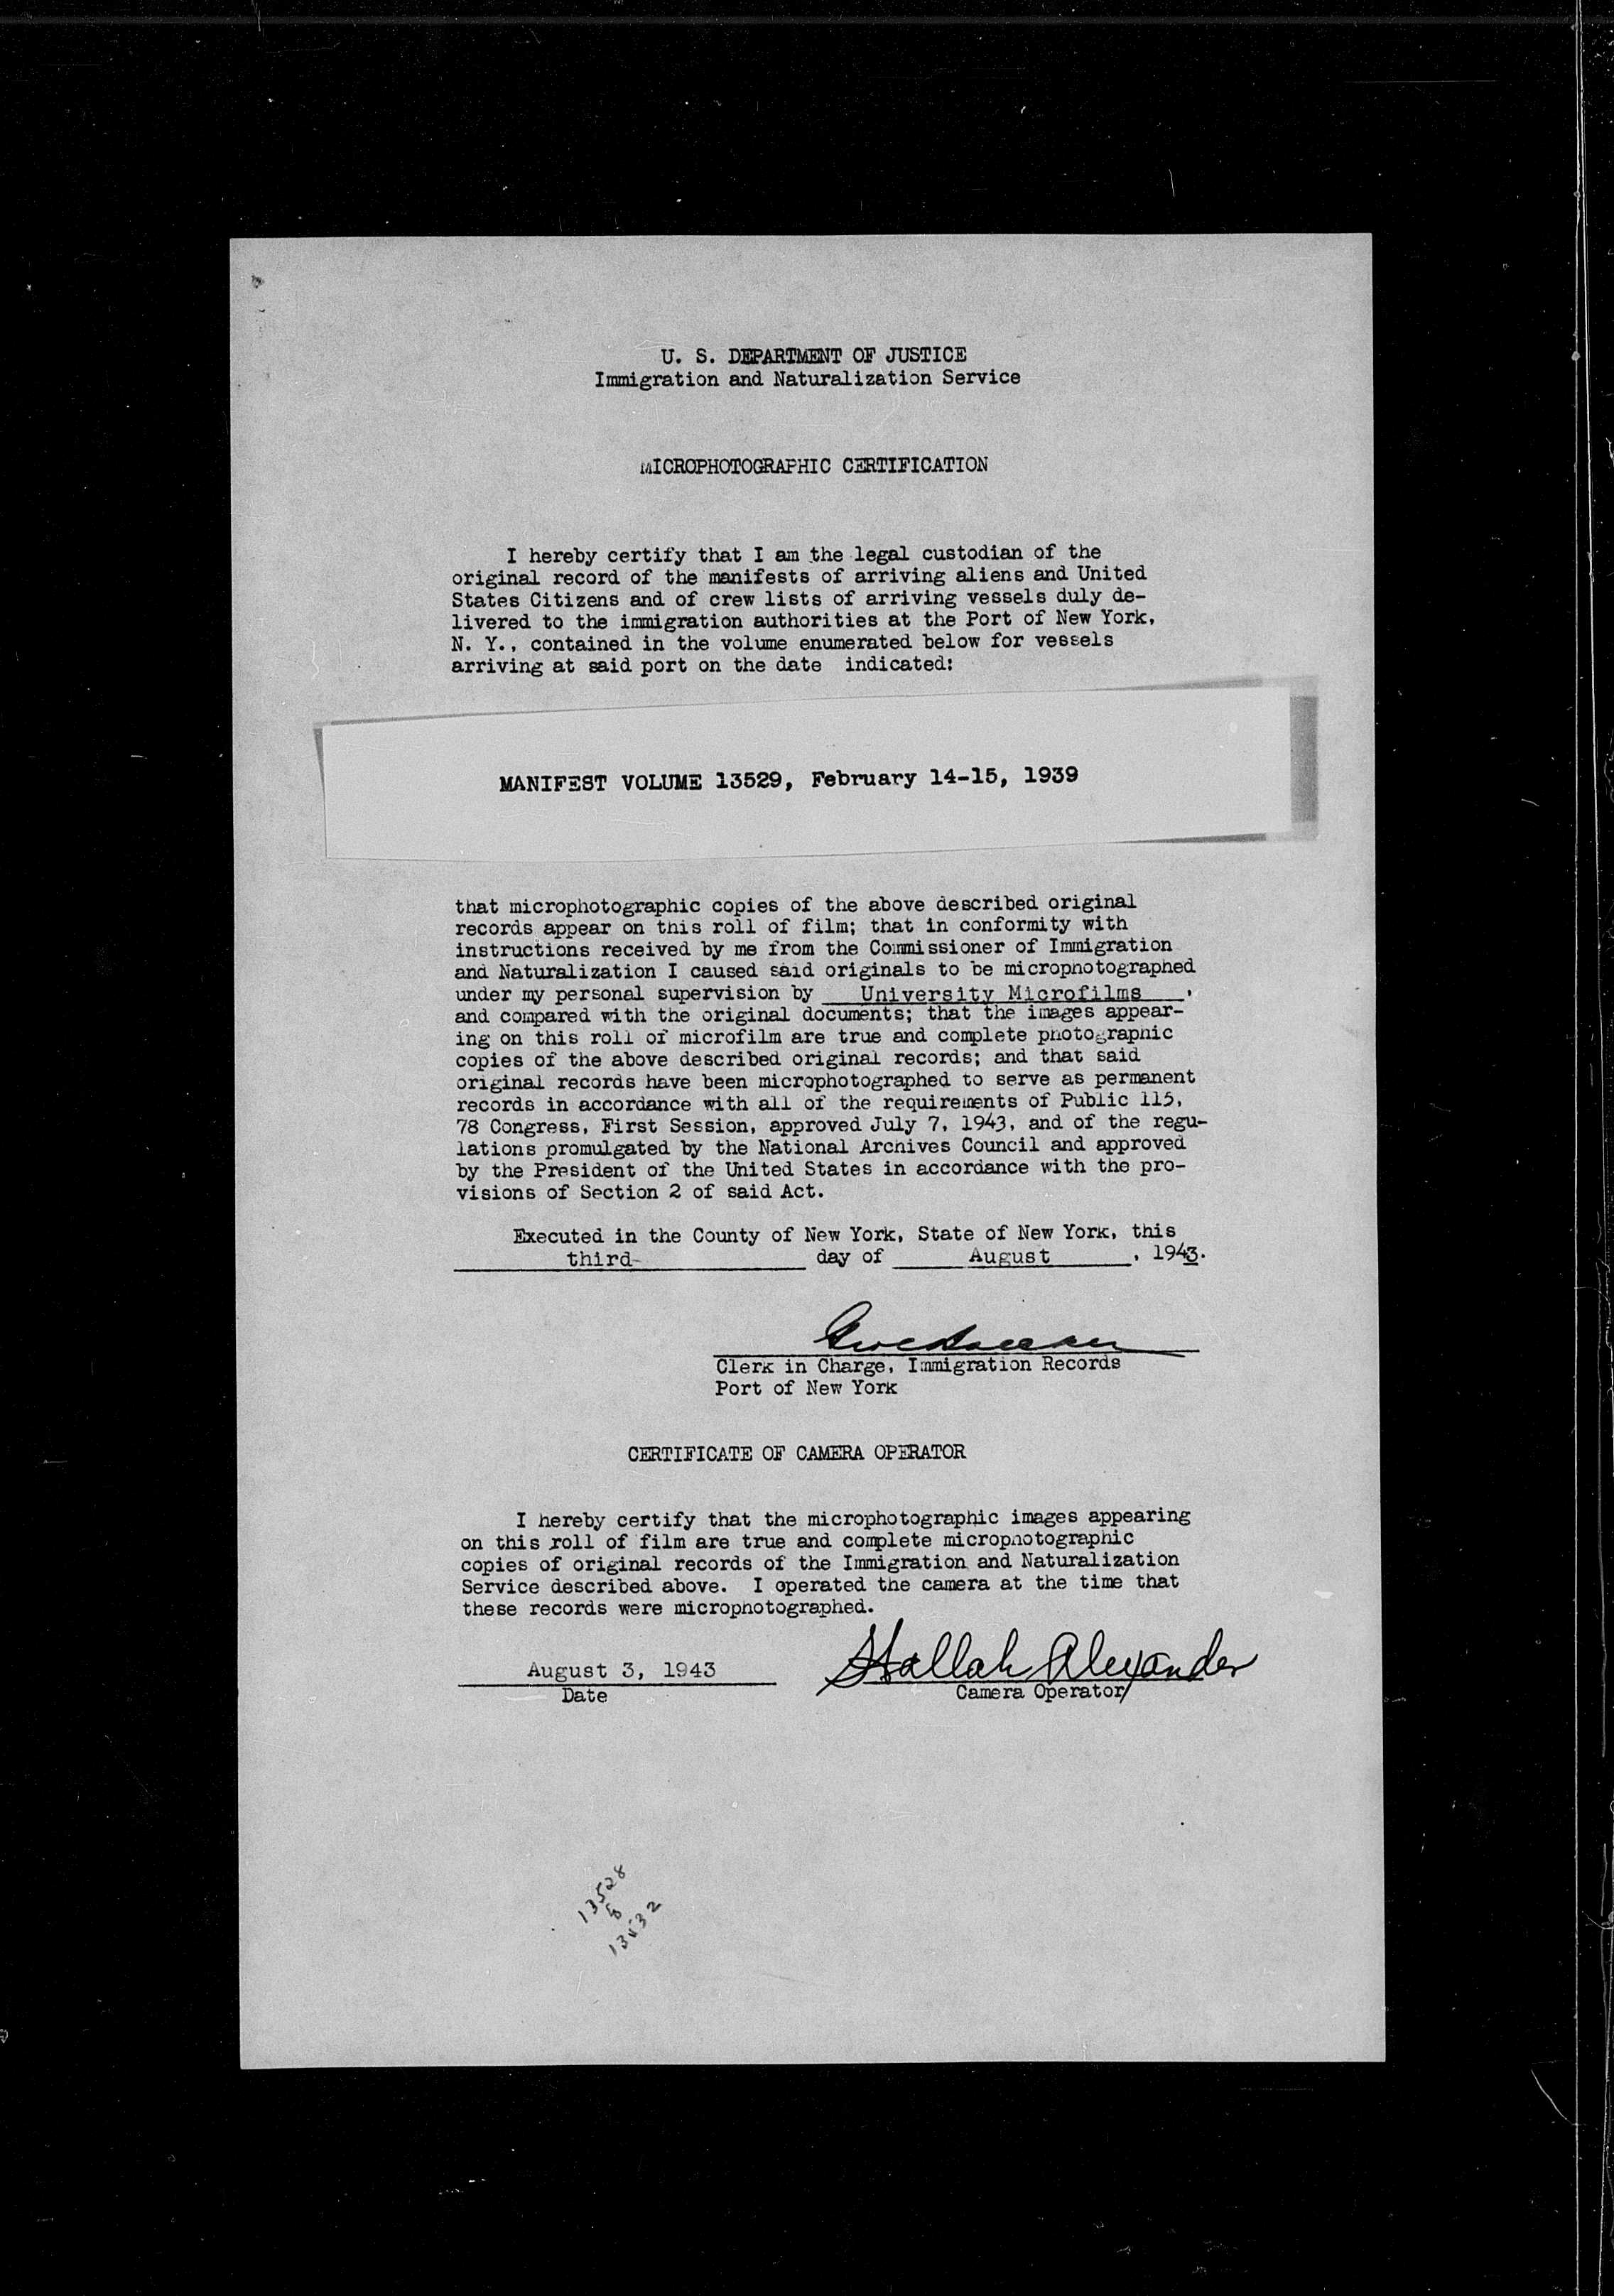 U. S. DEPARTMENT OF JUSTICE
Immigration and Naturalization Service
MICROPHOTOGRAPHIC CERTIFICATION
I hereby certify that I am the legal custodian of the
original record of the manifests of arriving aliens and United
States Citizens and of crew lists of arriving vessels duly de-
livered to the immigration authorities at the Port of New York,
N. Y., contained in the volume enumerated below for vessels
arriving at said port on the date indicated:
MANIFEST VOLUME 13529, February 14-15, 1939
that microphotographic copies of the above described original
records appear on this roll of film; that in conformity with
instructions received by me from the Commissioner of Immigration
and Naturalization I caused said originals to be microphotographed
under my personal supervision by University Microfilms,
and compared with the original documents; that the images appear-
ing on this roll of microfilm are true and complete photographic
copies of the above described original records; and that said
original records have been microphotographed to serve as permanent
records in accordance with all of the requirements of Public 115,
78 Congress, First Session, approved July 7, 1943, and of the regu-
lations promulgated by the National Archives Council and approved
by the President of the United States in accordance with the pro-
visions of Section 2 of said Act.
Executed in the County of New York, State of New York, this
third day of August, 1943.
Clerk in Charge, Immigration Records
Port of New York
CERTIFICATE OF CAMERA OPERATOR
I hereby certify that the microphotographic images appearing
on this roll of film are true and complete microphotographic
copies of original records of the Immigration and Naturalization
Service described above. I operated the camera at the time that
these records were microphotographed.
August 3, 1943 Stallah Alexander
Date Camera Operator
13528
13532